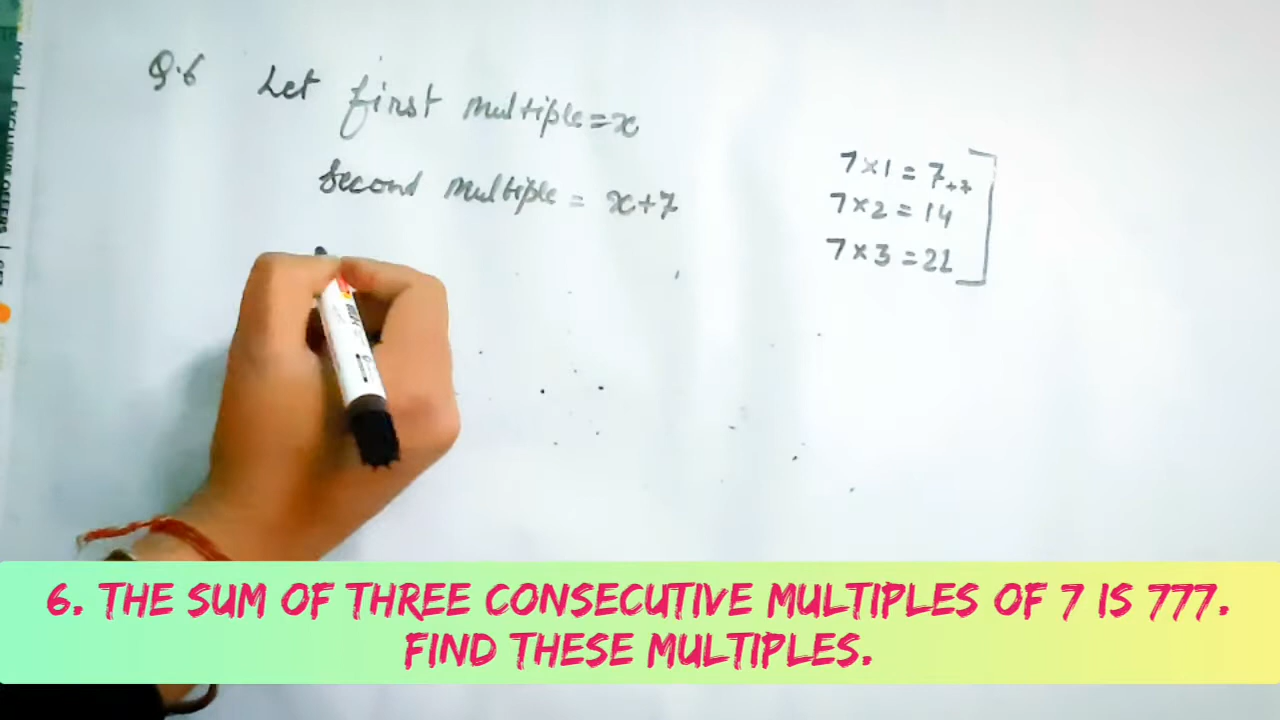 Q.6 Let first multiple = x
Second multiple = x+7
7×1 = 7 +7
7×2 = 14
7×3 = 21
6. THE SUM OF THREE CONSECUTIVE MULTIPLES OF 7 IS 777.
FIND THESE MULTIPLES.